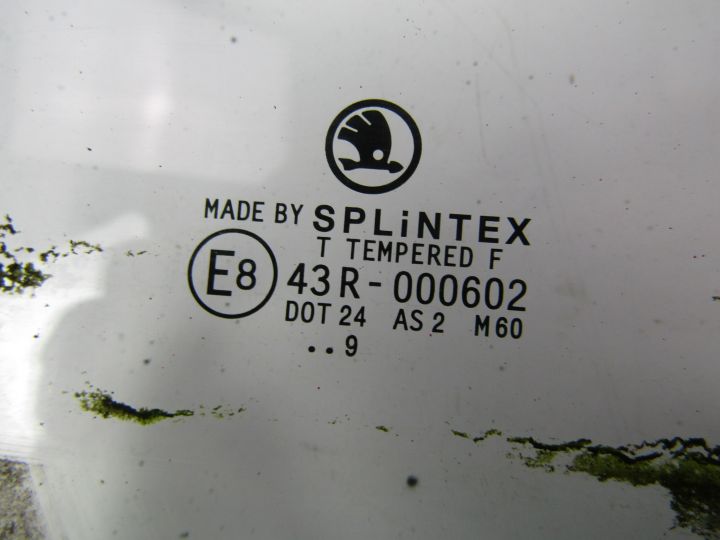 MADE BY SPLiNTEX
T TEMPERED F
E8 43R-000602
DOT 24 AS2 M60
..9